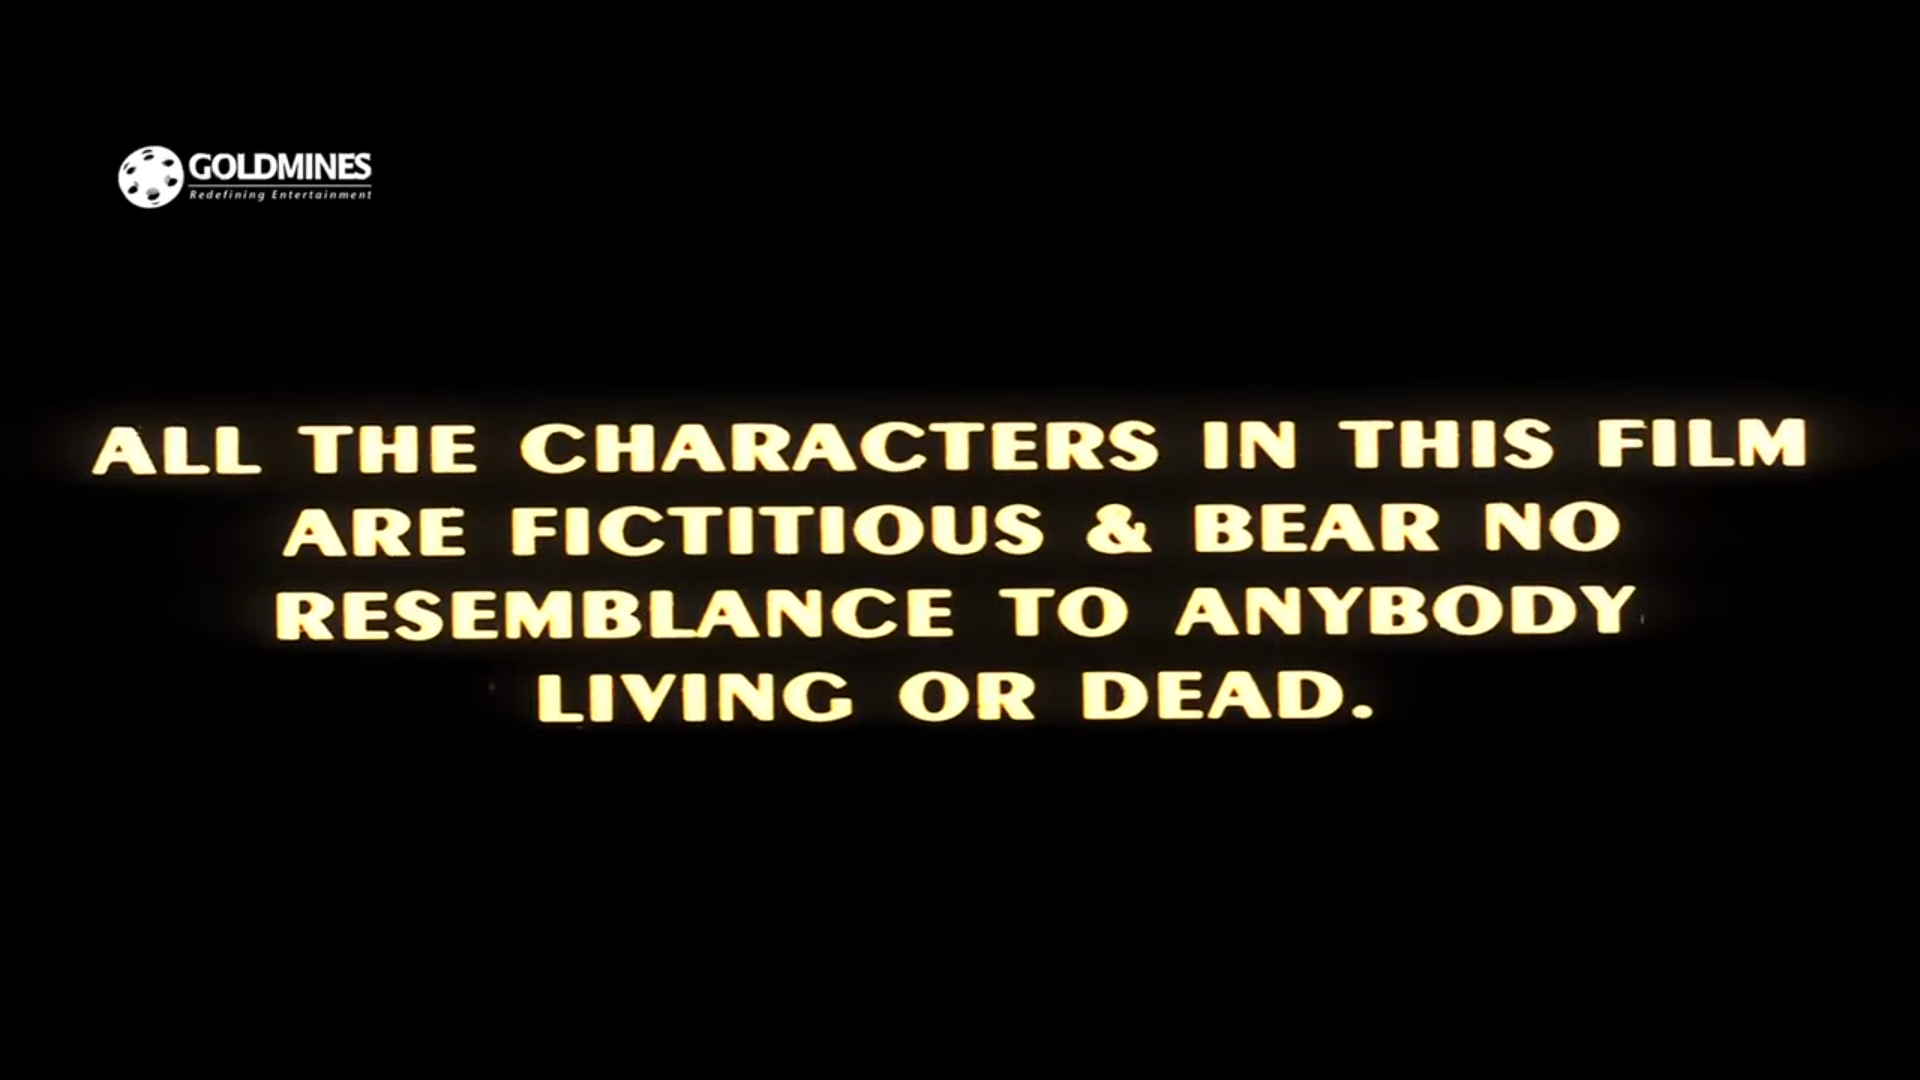 GOLDMINES
Redefining Entertainment
ALL THE CHARACTERS IN THIS FILM
ARE FICTITIOUS & BEAR NO
RESEMBLANCE TO ANYBODY
LIVING OR DEAD.